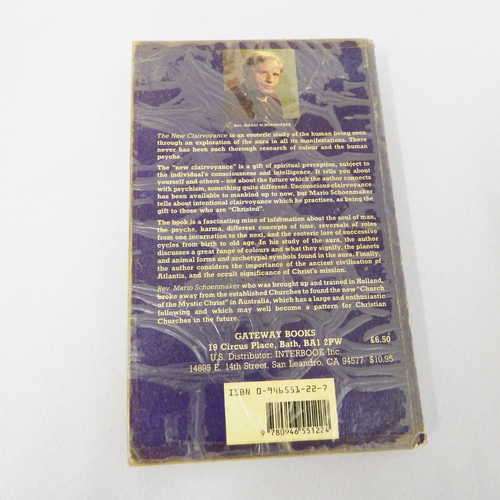 REV. MARIO SCHOENMAKER
The New Clairvoyance is an esoteric study of the human being seen
through an exploration of the aura in all its manifestations. There
never has been such thorough research of colour and the human
psyche.
The "new clairvoyance" is a gift of spiritual perception, subject to
the individual's consciousness and intelligence. It tells you about
yourself and others - not about the future which the author connects
with psychism, something quite different. Unconscious clairvoyance
has been available to mankind up to now, but Mario Schoenmaker
tells about intentional clairvoyance which he practises, as being the
gift to those who are "Christed".
The book is a fascinating mine of information about the soul of man,
the psyche, karma, different concepts of time, reversals of roles
from one incarnation to the next, and the esoteric lore of successive
cycles from birth to old age. In his study of the aura, the author
discusses a great range of colours and what they signify, the planets
and animal forms and archetypal symbols found in the aura. Finally,
the author considers the importance of the ancient civilisation of
Atlantis, and the occult significance of Christ's mission.
Rev. Mario Schoenmaker who was brought up and trained in Holland,
broke away from the established Churches to found the new "Church
of the Mystic Christ" in Australia, which has a large and enthusiastic
following and which may well become a pattern for Christian
Churches in the future.
GATEWAY BOOKS
19 Circus Place, Bath, BA1 2PW £6.50
U.S. Distributor: INTERBOOK Inc.
14895 E. 14th Street, San Leandro, CA 94577 $10.95
ISBN 0-946551-22-7
9 780946 551224